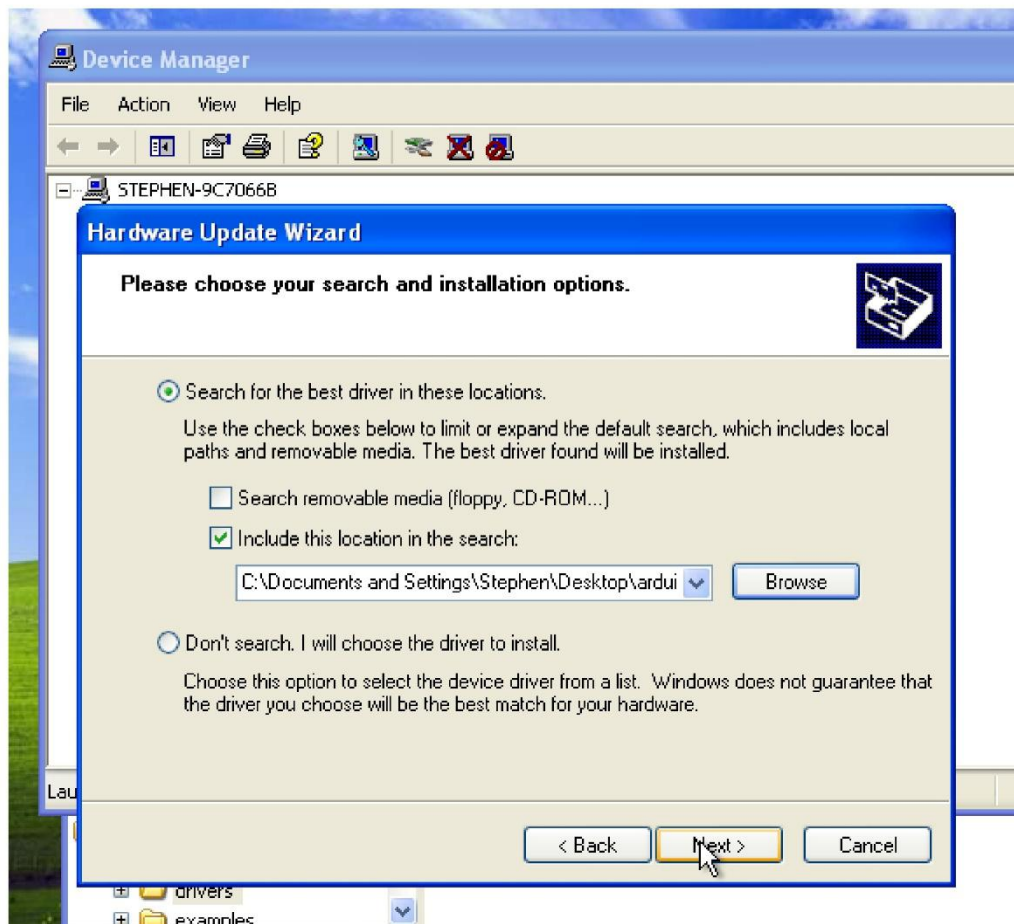 Device Manager
File Action View Help
STEPHEN-9C7066B
Hardware Update Wizard
Please choose your search and installation options.
Search for the best driver in these locations.
Use the check boxes below to limit or expand the default search, which includes local
paths and removable media. The best driver found will be installed.
Search removable media (floppy, CD-ROM...)
Include this location in the search:
C:\Documents and Settings\Stephen\Desktop\ardui
Browse
Don't search. I will choose the driver to install.
Choose this option to select the device driver from a list. Windows does not guarantee that
the driver you choose will be the best match for your hardware.
Lau
< Back Next > Cancel
drivers
examples